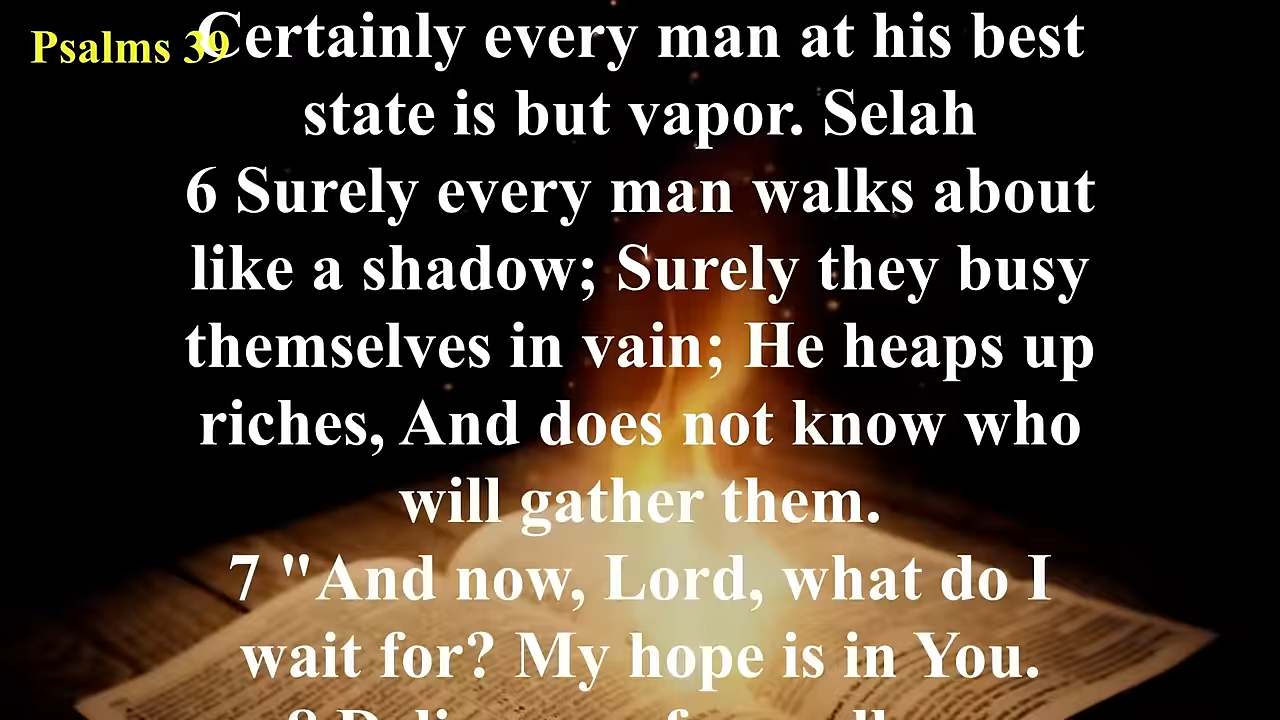 Psalms 39
Certainly every man at his best
state is but vapor. Selah
6 Surely every man walks about
like a shadow; Surely they busy
themselves in vain; He heaps up
riches, And does not know who
will gather them.
7 "And now, Lord, what do I
wait for? My hope is in You.